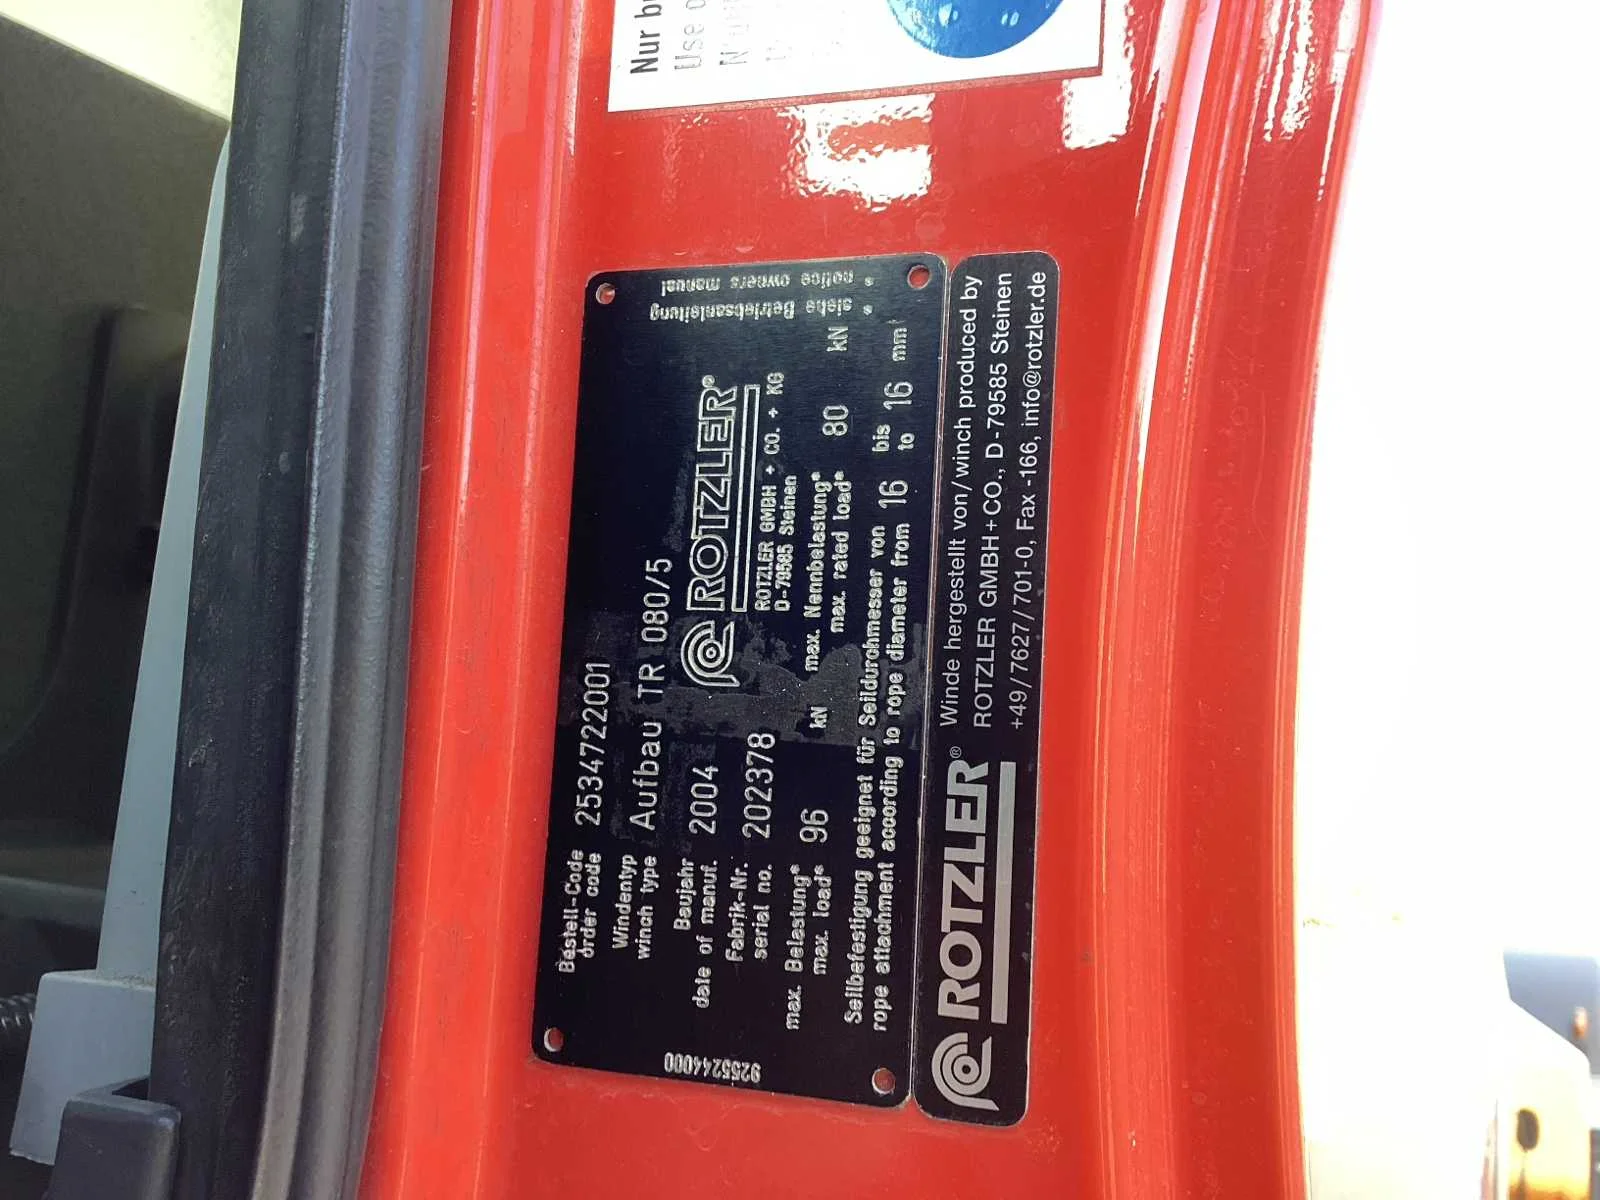 Nur
Use
Bestell-Code
order code 2534722001
Windentyp
winch type Aufbau TR 080/5
Baujahr
date of manuf. 2004
Fabrik-Nr.
serial no. 202378
ROTZLER®
ROTZLER GMBH + CO. + KG
D-79585 Steinen
max. Belastung* max. Nennbelastung*
max. load* 96 kN max. rated load* 80 kN
Seilbefestigung geeignet für Seildurchmesser von bis
rope attachment according to rope diameter from 16 to 16 mm
* siehe Betriebsanleitung
* notice owners manual
9255244000
ROTZLER®
Winde hergestellt von/winch produced by
ROTZLER GMBH+CO., D-79585 Steinen
+49/7627/701-0, Fax -166, info@rotzler.de